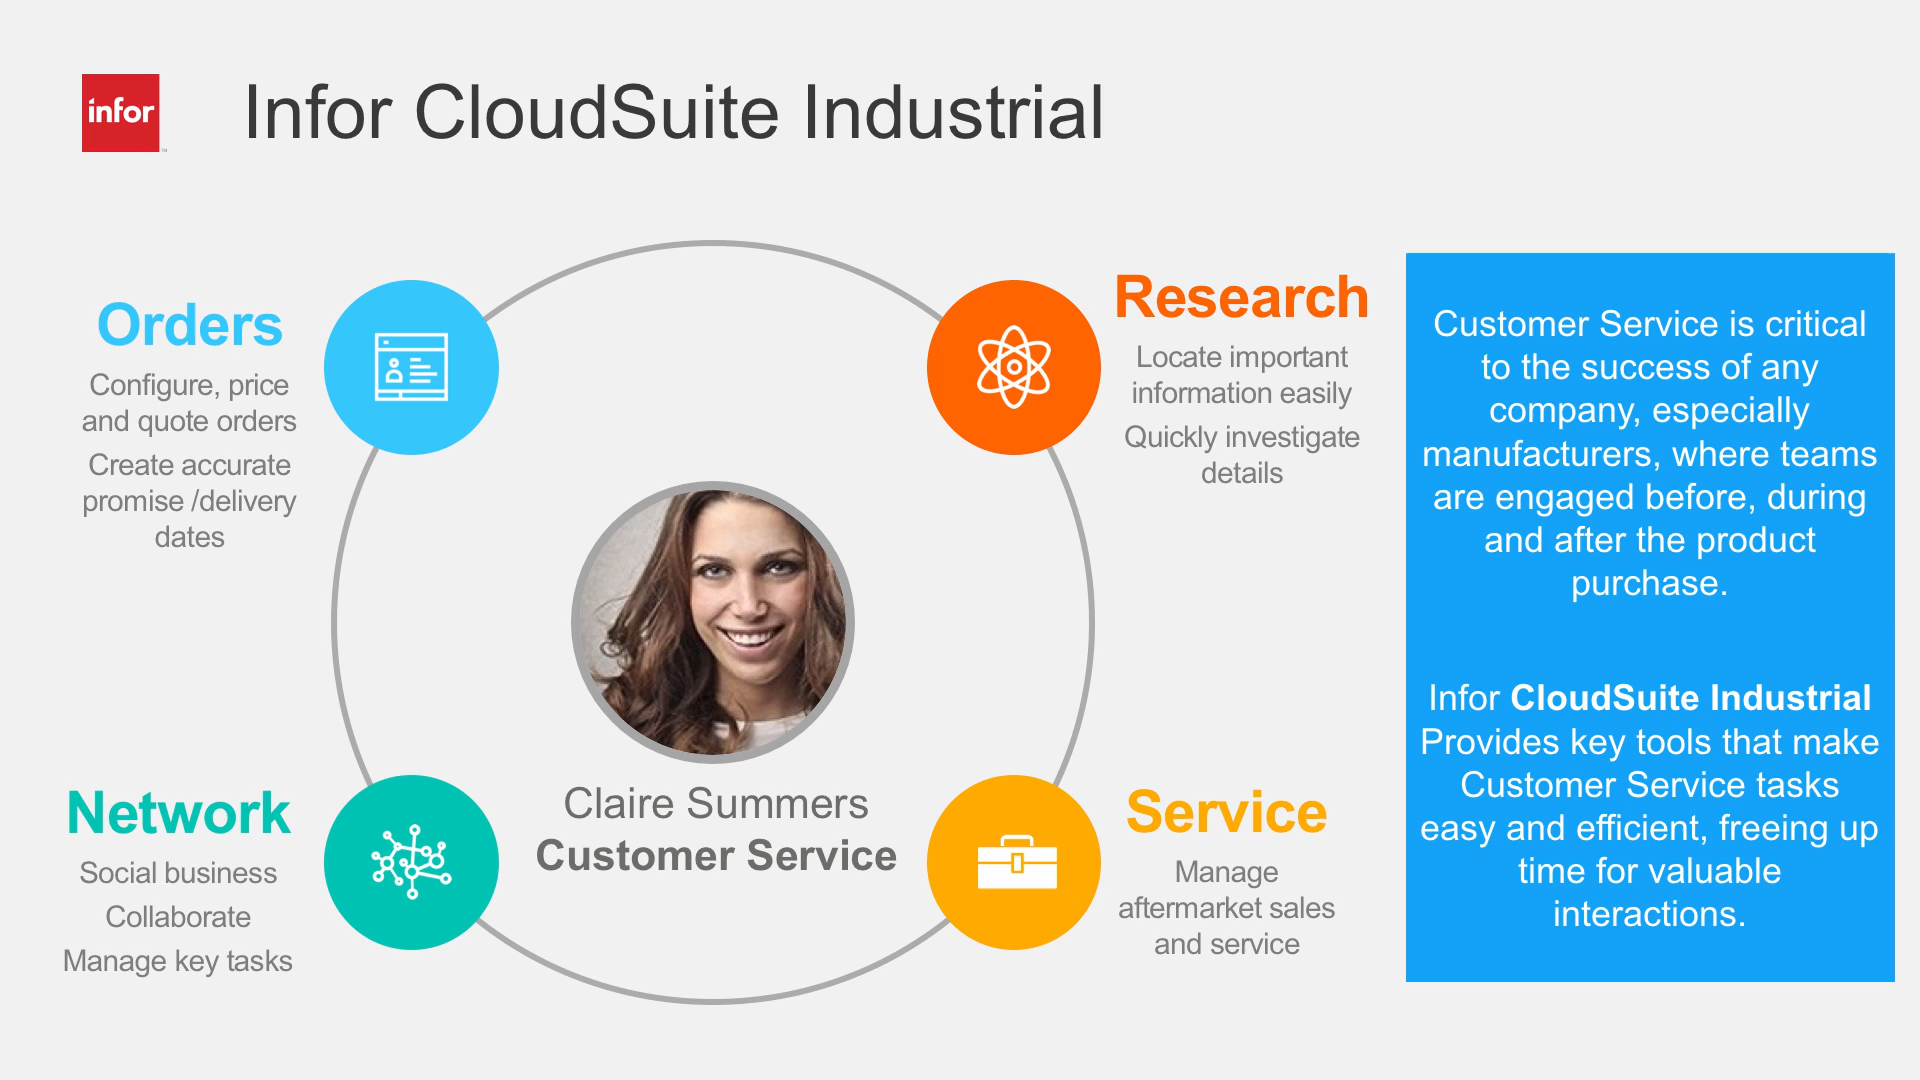 infor
™
Infor CloudSuite Industrial
Orders
Configure, price
and quote orders
Create accurate
promise /delivery
dates
Research
Locate important
information easily
Quickly investigate
details
Network
Social business
Collaborate
Manage key tasks
Claire Summers
Customer Service
Service
Manage
aftermarket sales
and service
Customer Service is critical
to the success of any
company, especially
manufacturers, where teams
are engaged before, during
and after the product
purchase.
Infor CloudSuite Industrial
Provides key tools that make
Customer Service tasks
easy and efficient, freeing up
time for valuable
interactions.